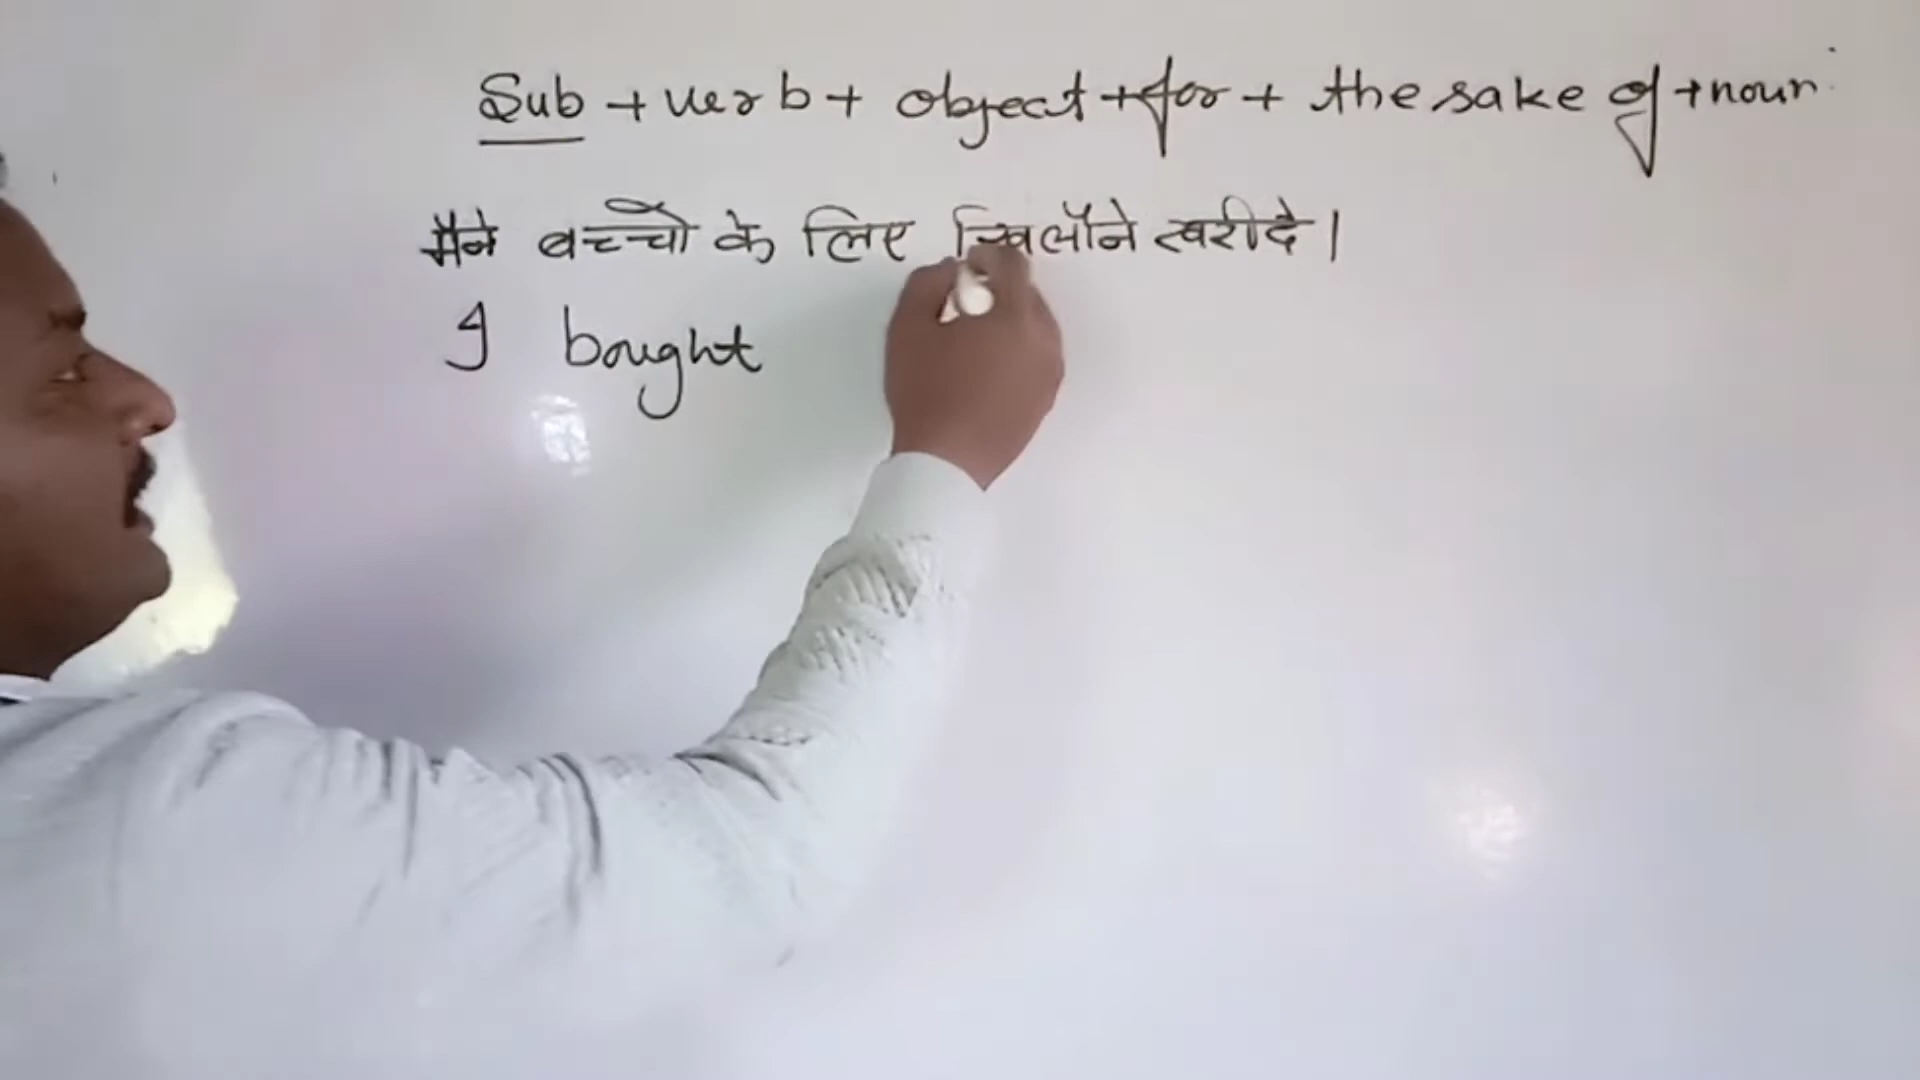 Sub + verb + object + for + the sake of + noun
मैने बच्चो के लिए खिलौने खरीदे।
I bought